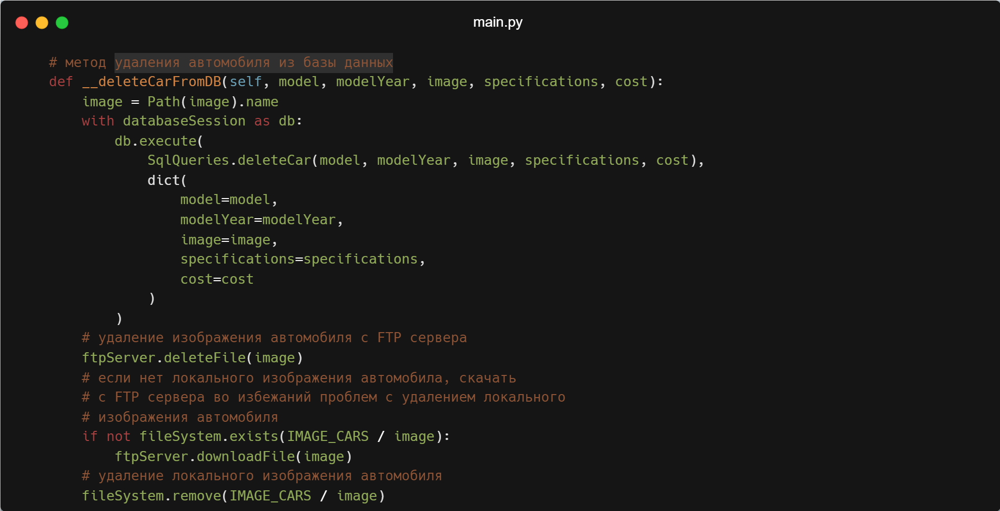 main.py
# метод удаления автомобиля из базы данных
def __deleteCarFromDB(self, model, modelYear, image, specifications, cost):
image = Path(image).name
with databaseSession as db:
db.execute(
SqlQueries.deleteCar(model, modelYear, image, specifications, cost),
dict(
model=model,
modelYear=modelYear,
image=image,
specifications=specifications,
cost=cost
)
)
# удаление изображения автомобиля с FTP сервера
ftpServer.deleteFile(image)
# если нет локального изображения автомобила, скачать
# с FTP сервера во избежаний проблем с удалением локального
# изображения автомобиля
if not fileSystem.exists(IMAGE_CARS / image):
ftpServer.downloadFile(image)
# удаление локального изображения автомобиля
fileSystem.remove(IMAGE_CARS / image)